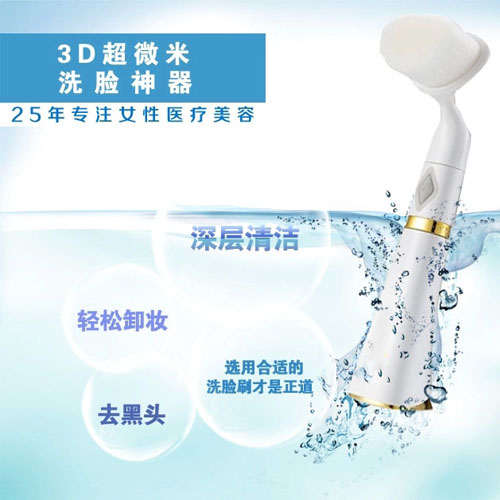 3D超微米
洗脸神器
25年专注女性医疗美容
深层清洁
轻松卸妆
选用合适的
洗脸刷才是正道
去黑头